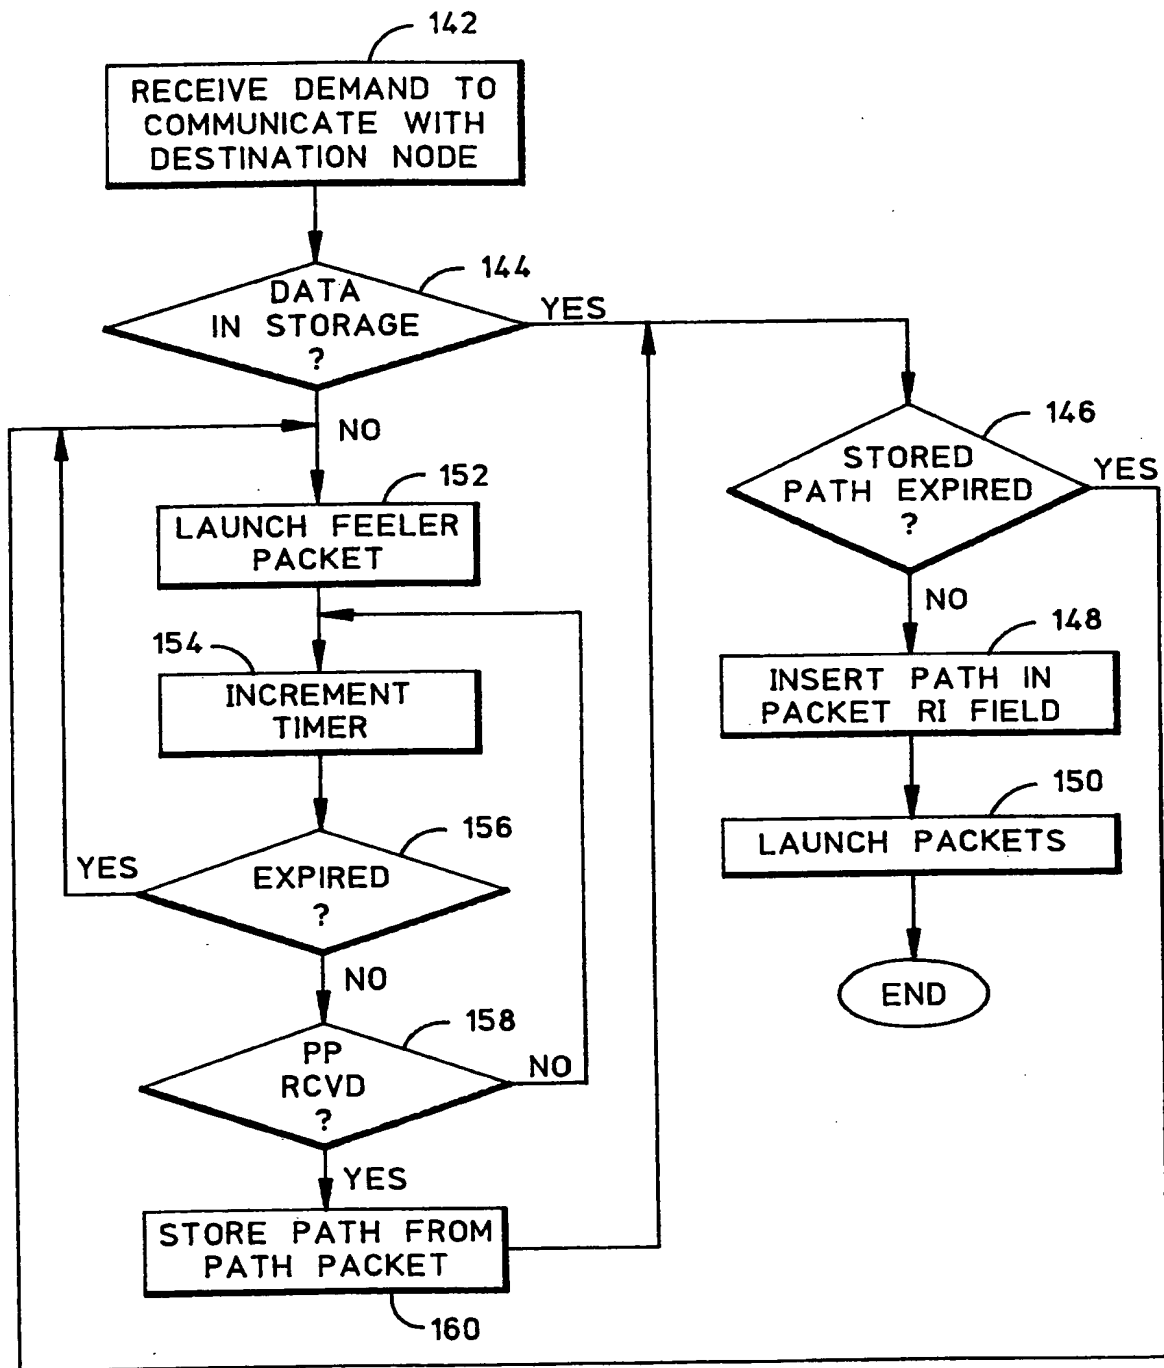 142
RECEIVE DEMAND TO
COMMUNICATE WITH
DESTINATION NODE
144
DATA
IN STORAGE
?
YES
NO
146
STORED
PATH EXPIRED
?
YES
NO
152
LAUNCH FEELER
PACKET
154
INCREMENT
TIMER
148
INSERT PATH IN
PACKET RI FIELD
150
LAUNCH PACKETS
156
EXPIRED
?
YES
NO
END
158
PP
RCVD
?
NO
YES
STORE PATH FROM
PATH PACKET
160